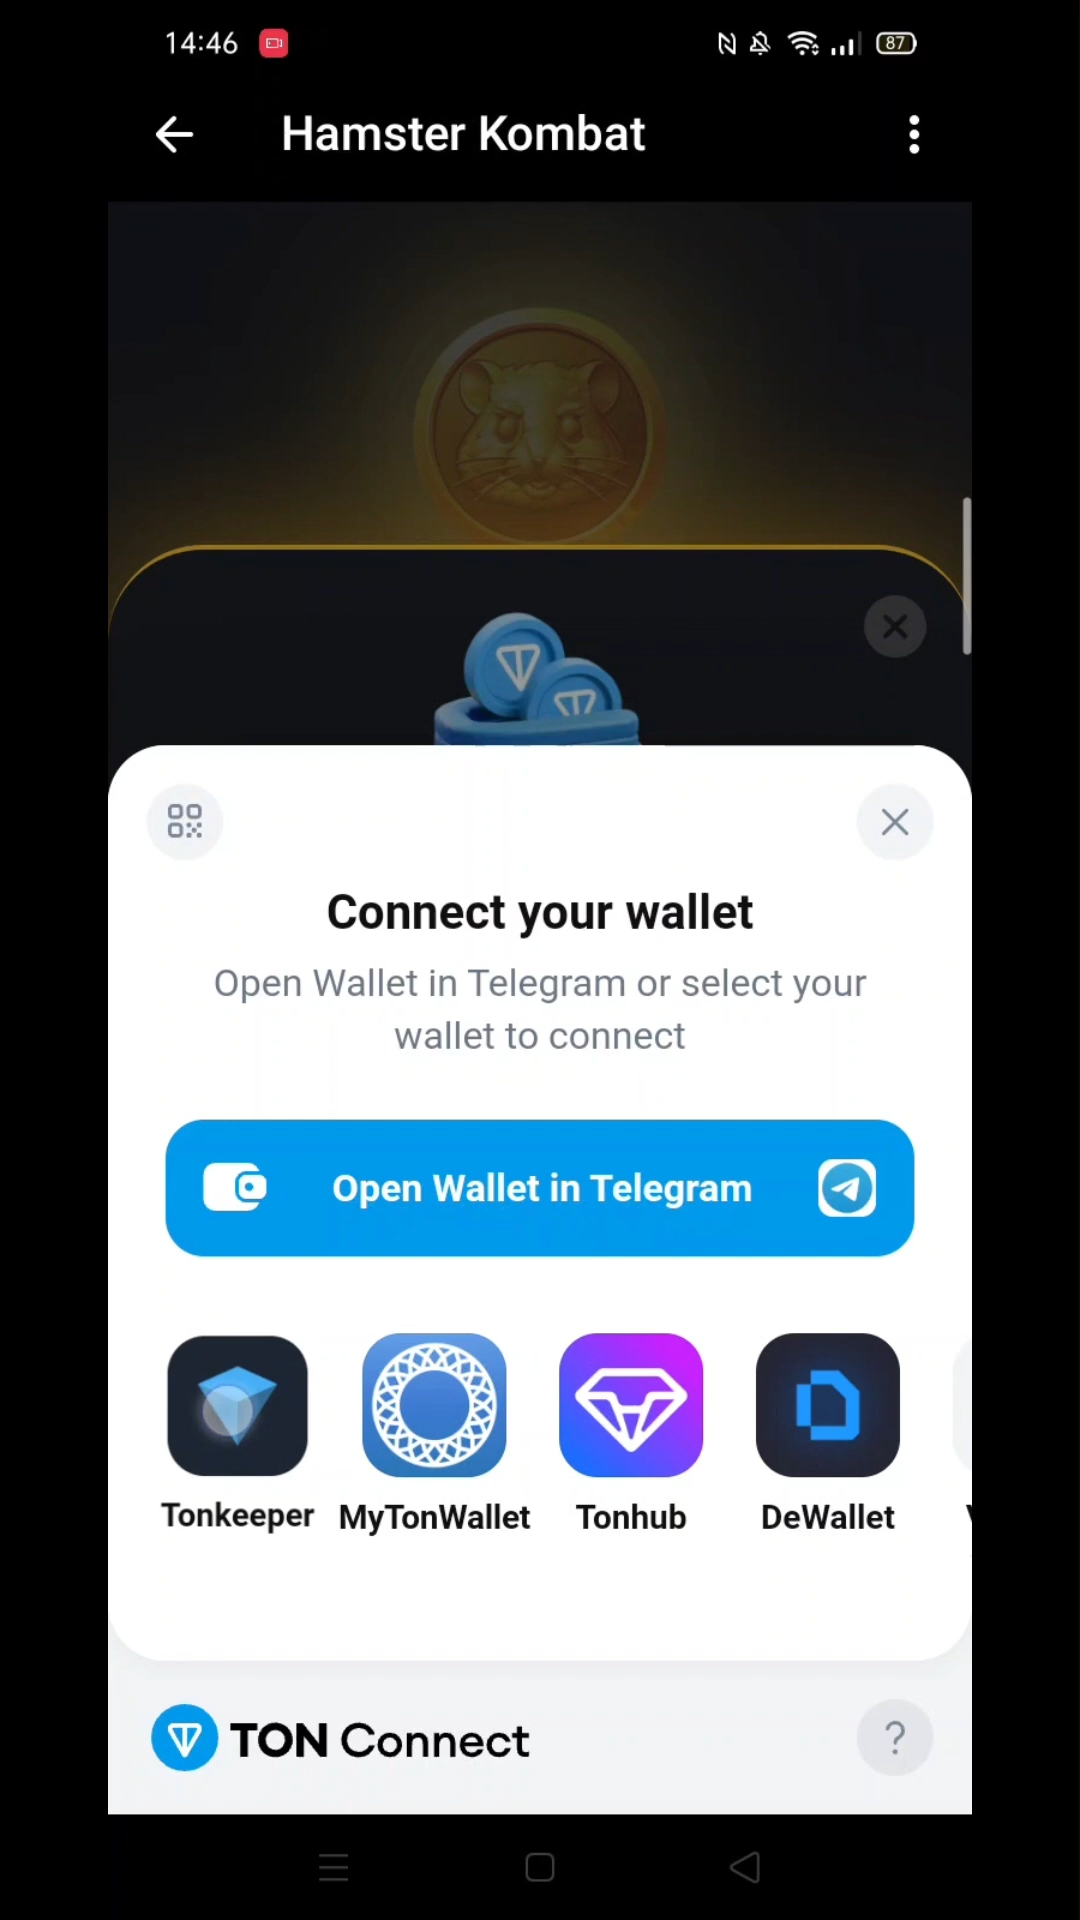 14:46
87
Hamster Kombat
Connect your wallet
Open Wallet in Telegram or select your
wallet to connect
Open Wallet in Telegram
Tonkeeper MyTonWallet Tonhub DeWallet
TON Connect
?